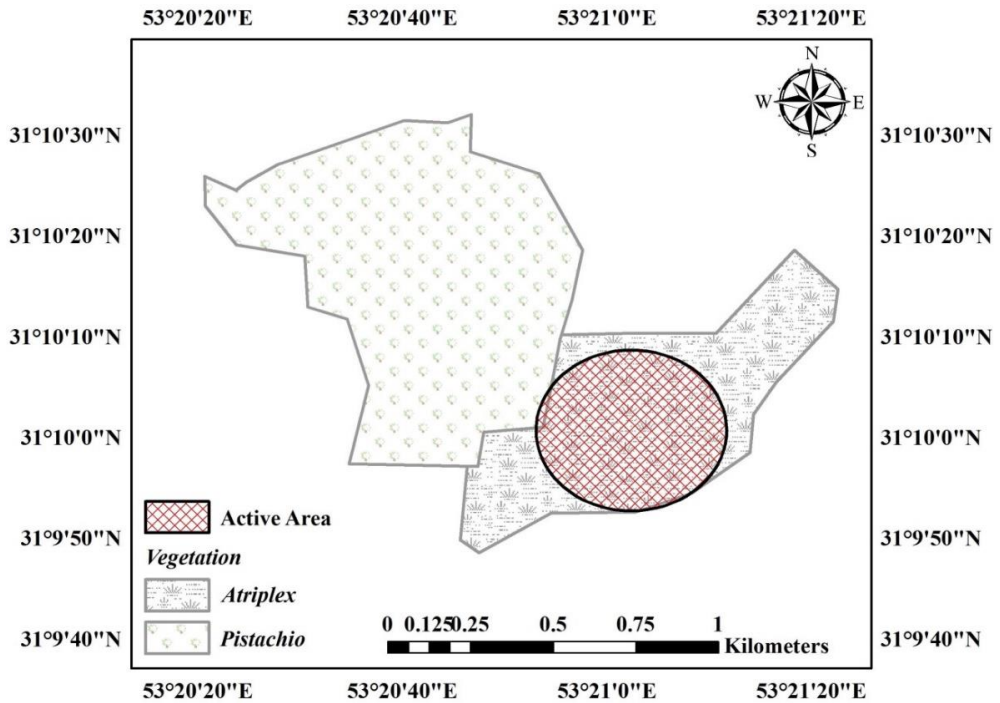 53°20'20"E 53°20'40"E 53°21'0"E 53°21'20"E
N
W E
S
31°10'30"N 31°10'30"N
31°10'20"N 31°10'20"N
31°10'10"N 31°10'10"N
31°10'0"N 31°10'0"N
31°9'50"N 31°9'50"N
31°9'40"N 31°9'40"N
Active Area
Vegetation
Atriplex
Pistachio
0 0.125 0.25 0.5 0.75 1
Kilometers
53°20'20"E 53°20'40"E 53°21'0"E 53°21'20"E